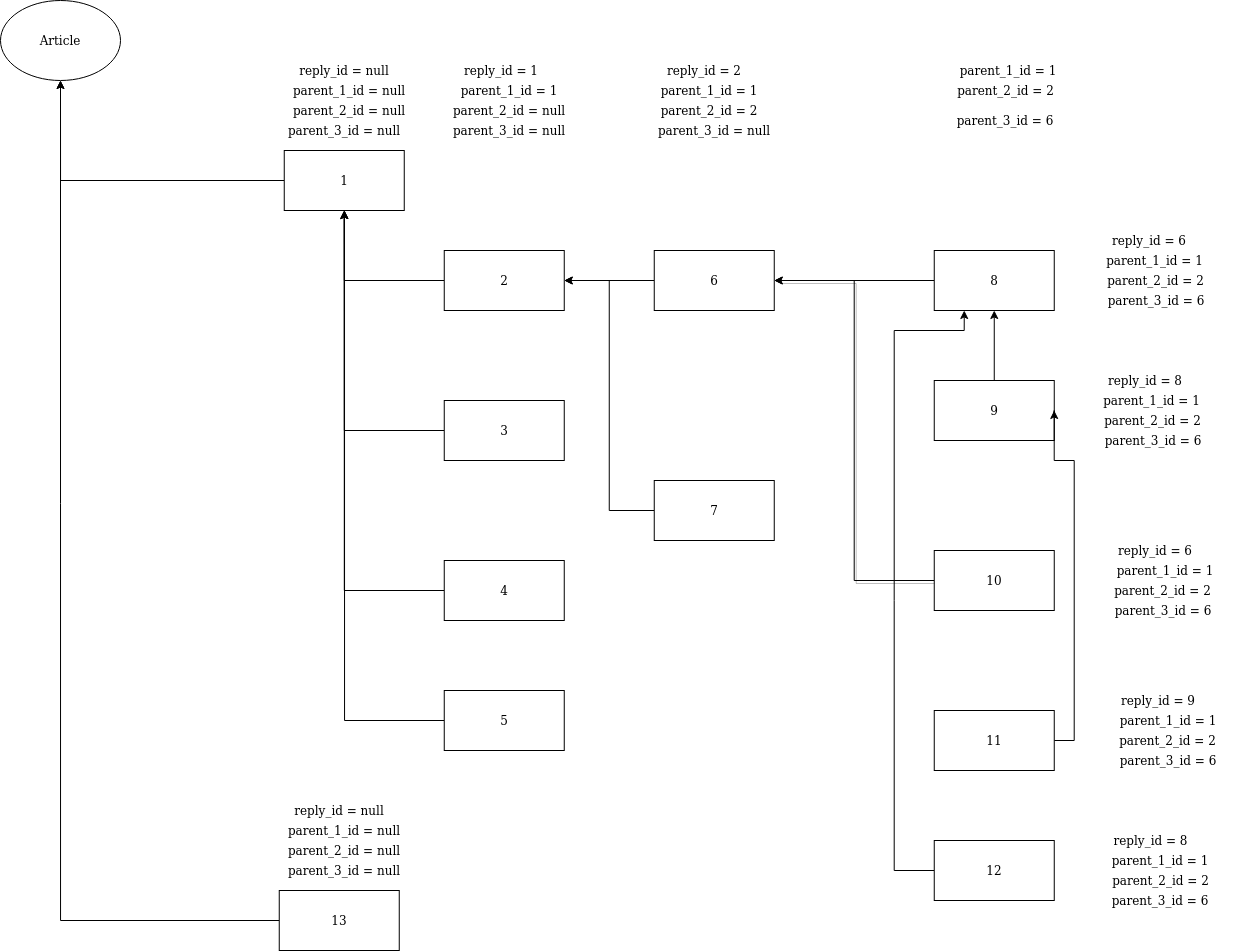 Article
reply_id = null
parent_1_id = null
parent_2_id = null
parent_3_id = null
1
reply_id = 1
parent_1_id = 1
parent_2_id = null
parent_3_id = null
2
3
4
5
reply_id = 2
parent_1_id = 1
parent_2_id = 2
parent_3_id = null
6
7
parent_1_id = 1
parent_2_id = 2
parent_3_id = 6
8
reply_id = 6
parent_1_id = 1
parent_2_id = 2
parent_3_id = 6
9
reply_id = 8
parent_1_id = 1
parent_2_id = 2
parent_3_id = 6
10
reply_id = 6
parent_1_id = 1
parent_2_id = 2
parent_3_id = 6
11
reply_id = 9
parent_1_id = 1
parent_2_id = 2
parent_3_id = 6
12
reply_id = 8
parent_1_id = 1
parent_2_id = 2
parent_3_id = 6
reply_id = null
parent_1_id = null
parent_2_id = null
parent_3_id = null
13